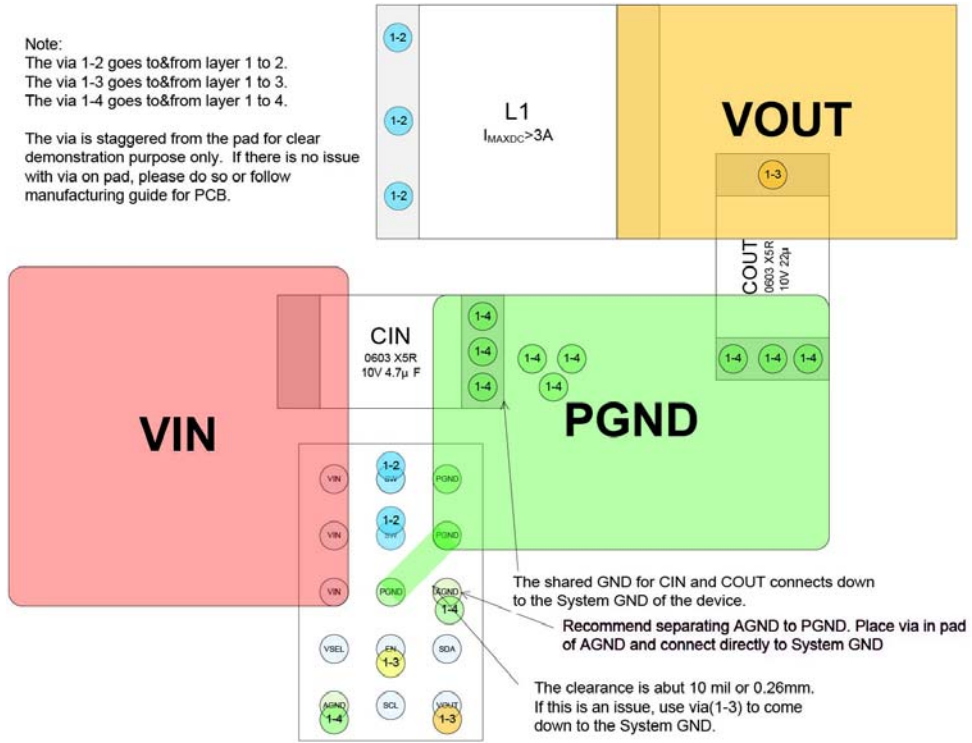 Note:
The via 1-2 goes to&from layer 1 to 2.
The via 1-3 goes to&from layer 1 to 3.
The via 1-4 goes to&from layer 1 to 4.
The via is staggered from the pad for clear
demonstration purpose only. If there is no issue
with via on pad, please do so or follow
manufacturing guide for PCB.
1-2
1-2
1-2
L1
IMAXDC>3A
VOUT
1-3
COUT
0603 X5R
10V 22µ
1-4 1-4 1-4
VIN
CIN
0603 X5R
10V 4.7µ F
1-4
1-4
1-4
1-4 1-4
1-4
PGND
VIN 1-2 SW PGND
VIN 1-2 SW PGND
VIN PGND AGND
1-4
VSEL EN SDA
1-3
AGND SCL VOUT
1-4 1-3
The shared GND for CIN and COUT connects down
to the System GND of the device.
Recommend separating AGND to PGND. Place via in pad
of AGND and connect directly to System GND
The clearance is abut 10 mil or 0.26mm.
If this is an issue, use via(1-3) to come
down to the System GND.